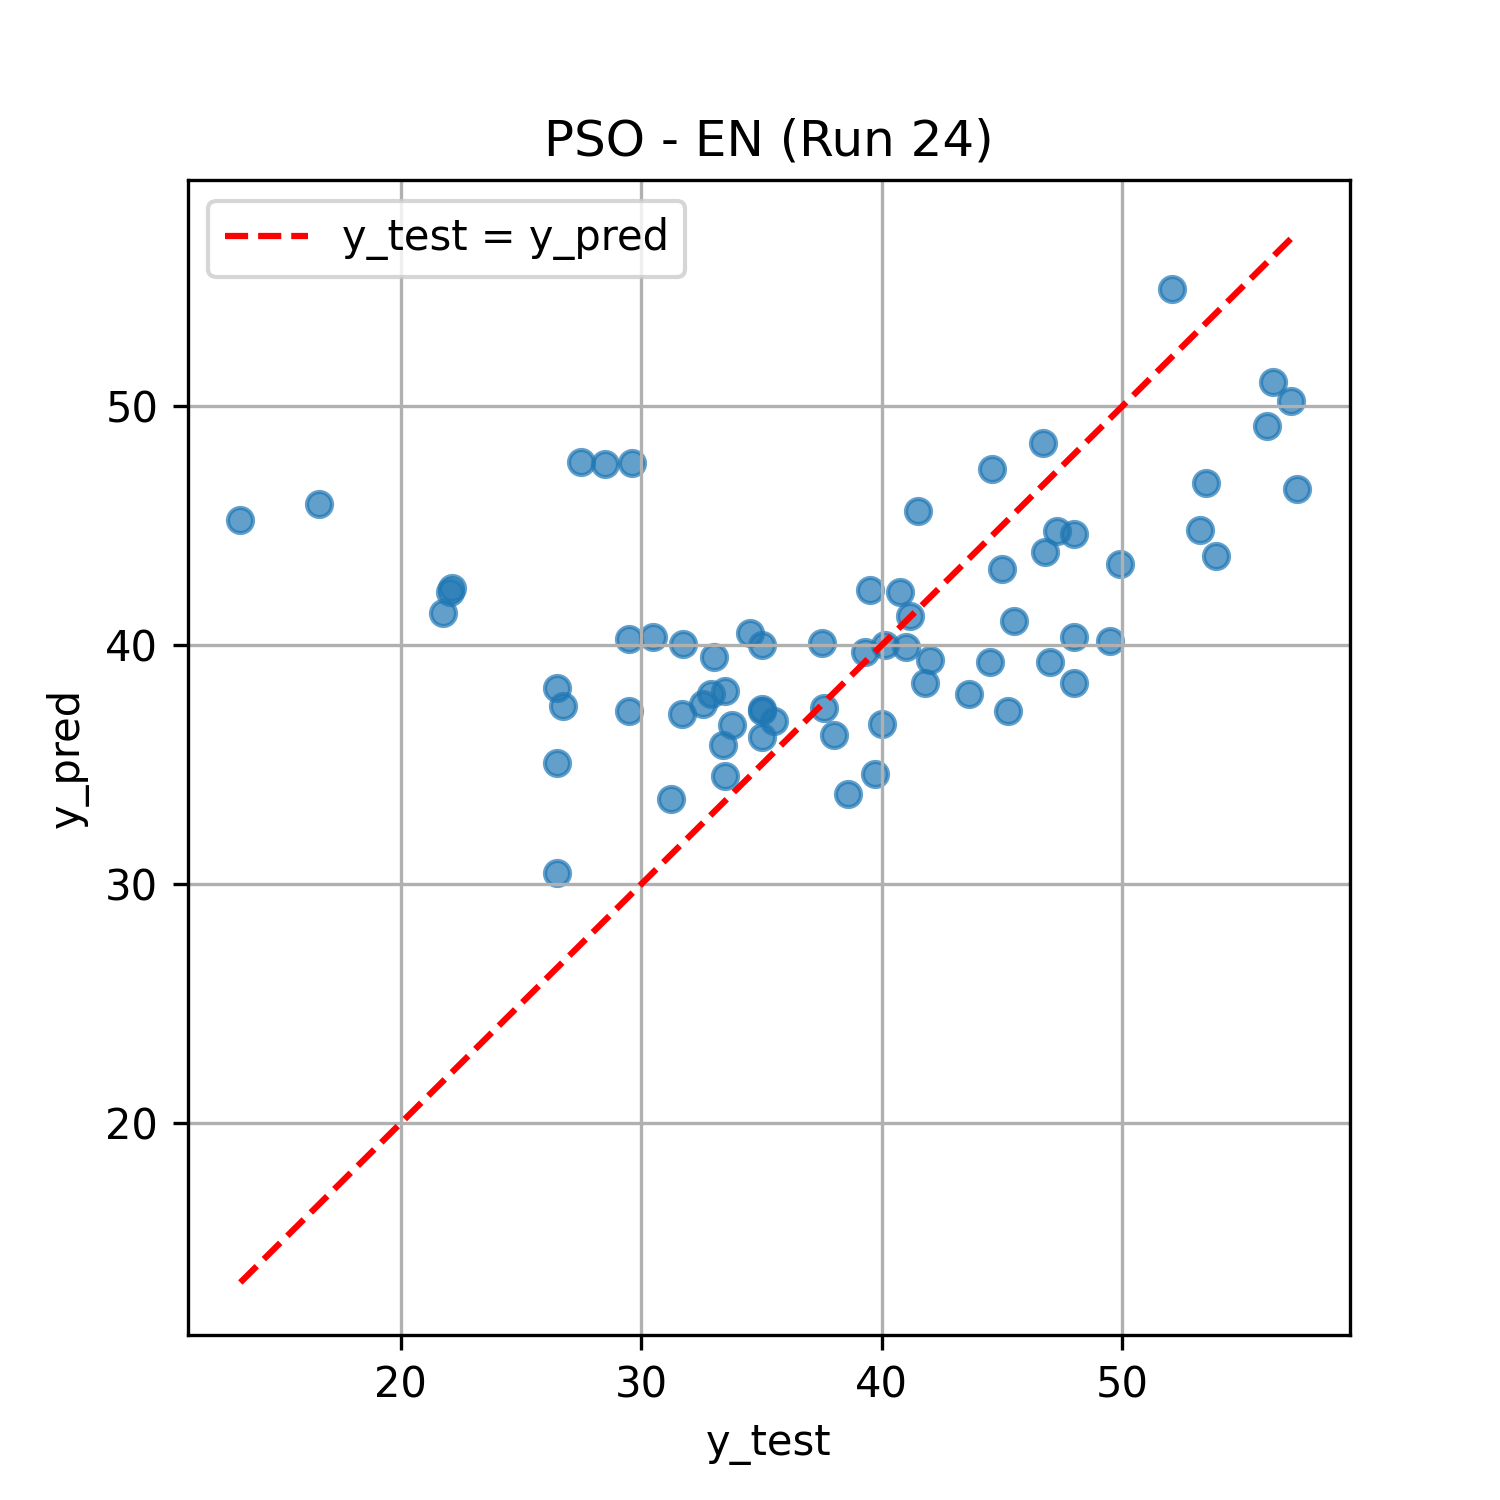 PSO - EN (Run 24)
y_test = y_pred
50
40
30
20
y_pred
20 30 40 50
y_test